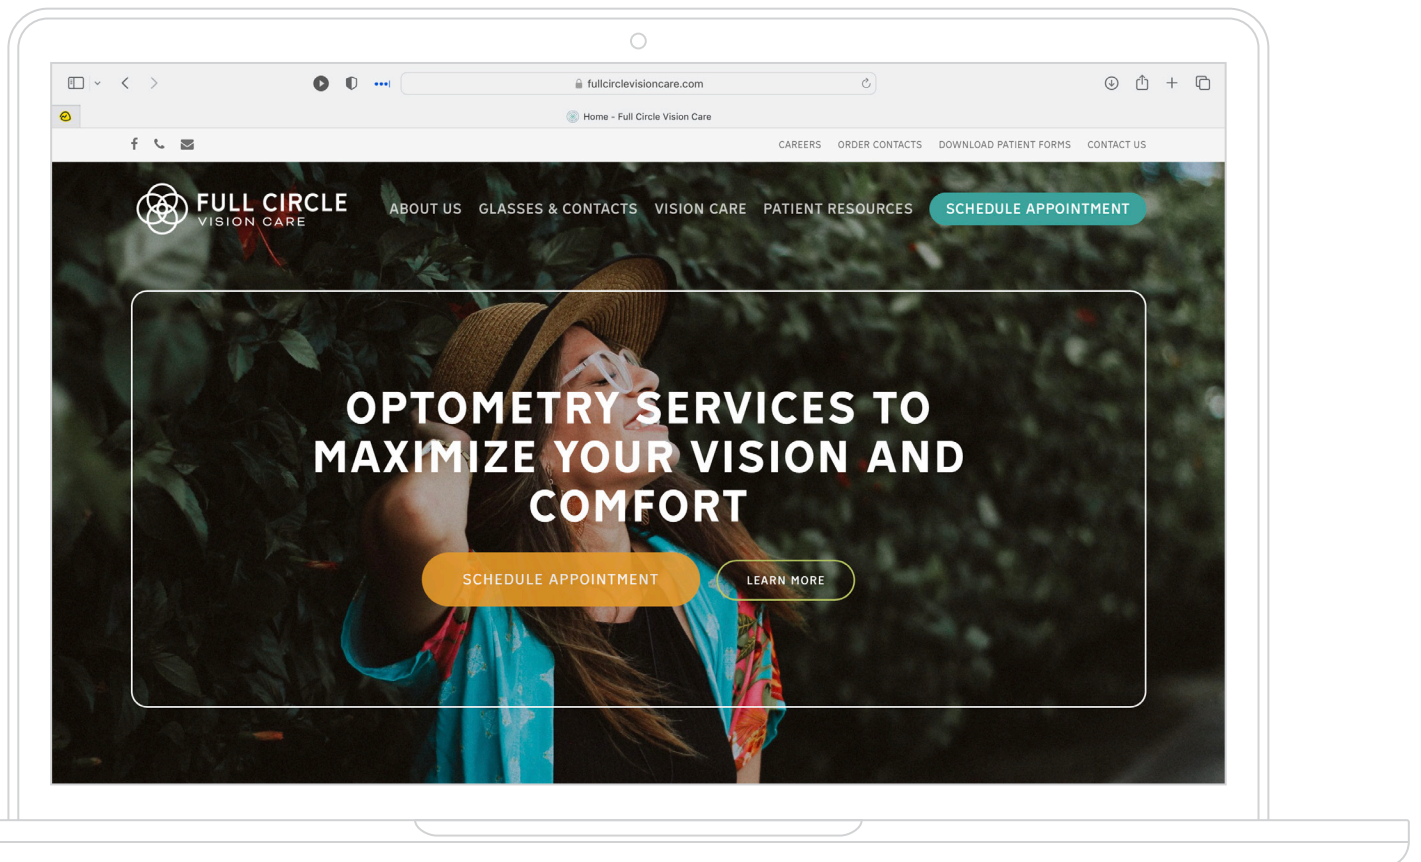 fullcirclevisioncare.com
Home - Full Circle Vision Care
CAREERS ORDER CONTACTS DOWNLOAD PATIENT FORMS CONTACT US
FULL CIRCLE
VISION CARE
ABOUT US GLASSES & CONTACTS VISION CARE PATIENT RESOURCES SCHEDULE APPOINTMENT
OPTOMETRY SERVICES TO
MAXIMIZE YOUR VISION AND
COMFORT
SCHEDULE APPOINTMENT LEARN MORE